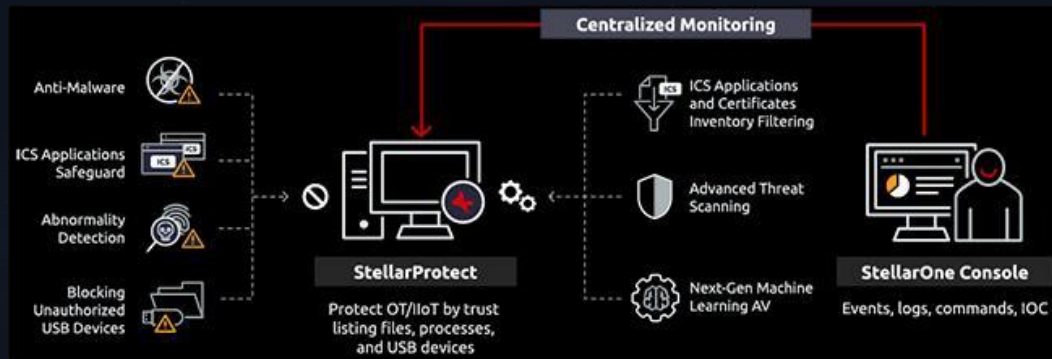 Centralized Monitoring
Anti-Malware
ICS Applications
Safeguard
ICS
ICS
Abnormality
Detection
Blocking
Unauthorized
USB Devices
StellarProtect
Protect OT/IIoT by trust
listing files, processes,
and USB devices
ICS
ICS Applications
and Certificates
Inventory Filtering
Advanced Threat
Scanning
Next-Gen Machine
Learning AV
StellarOne Console
Events, logs, commands, IOC